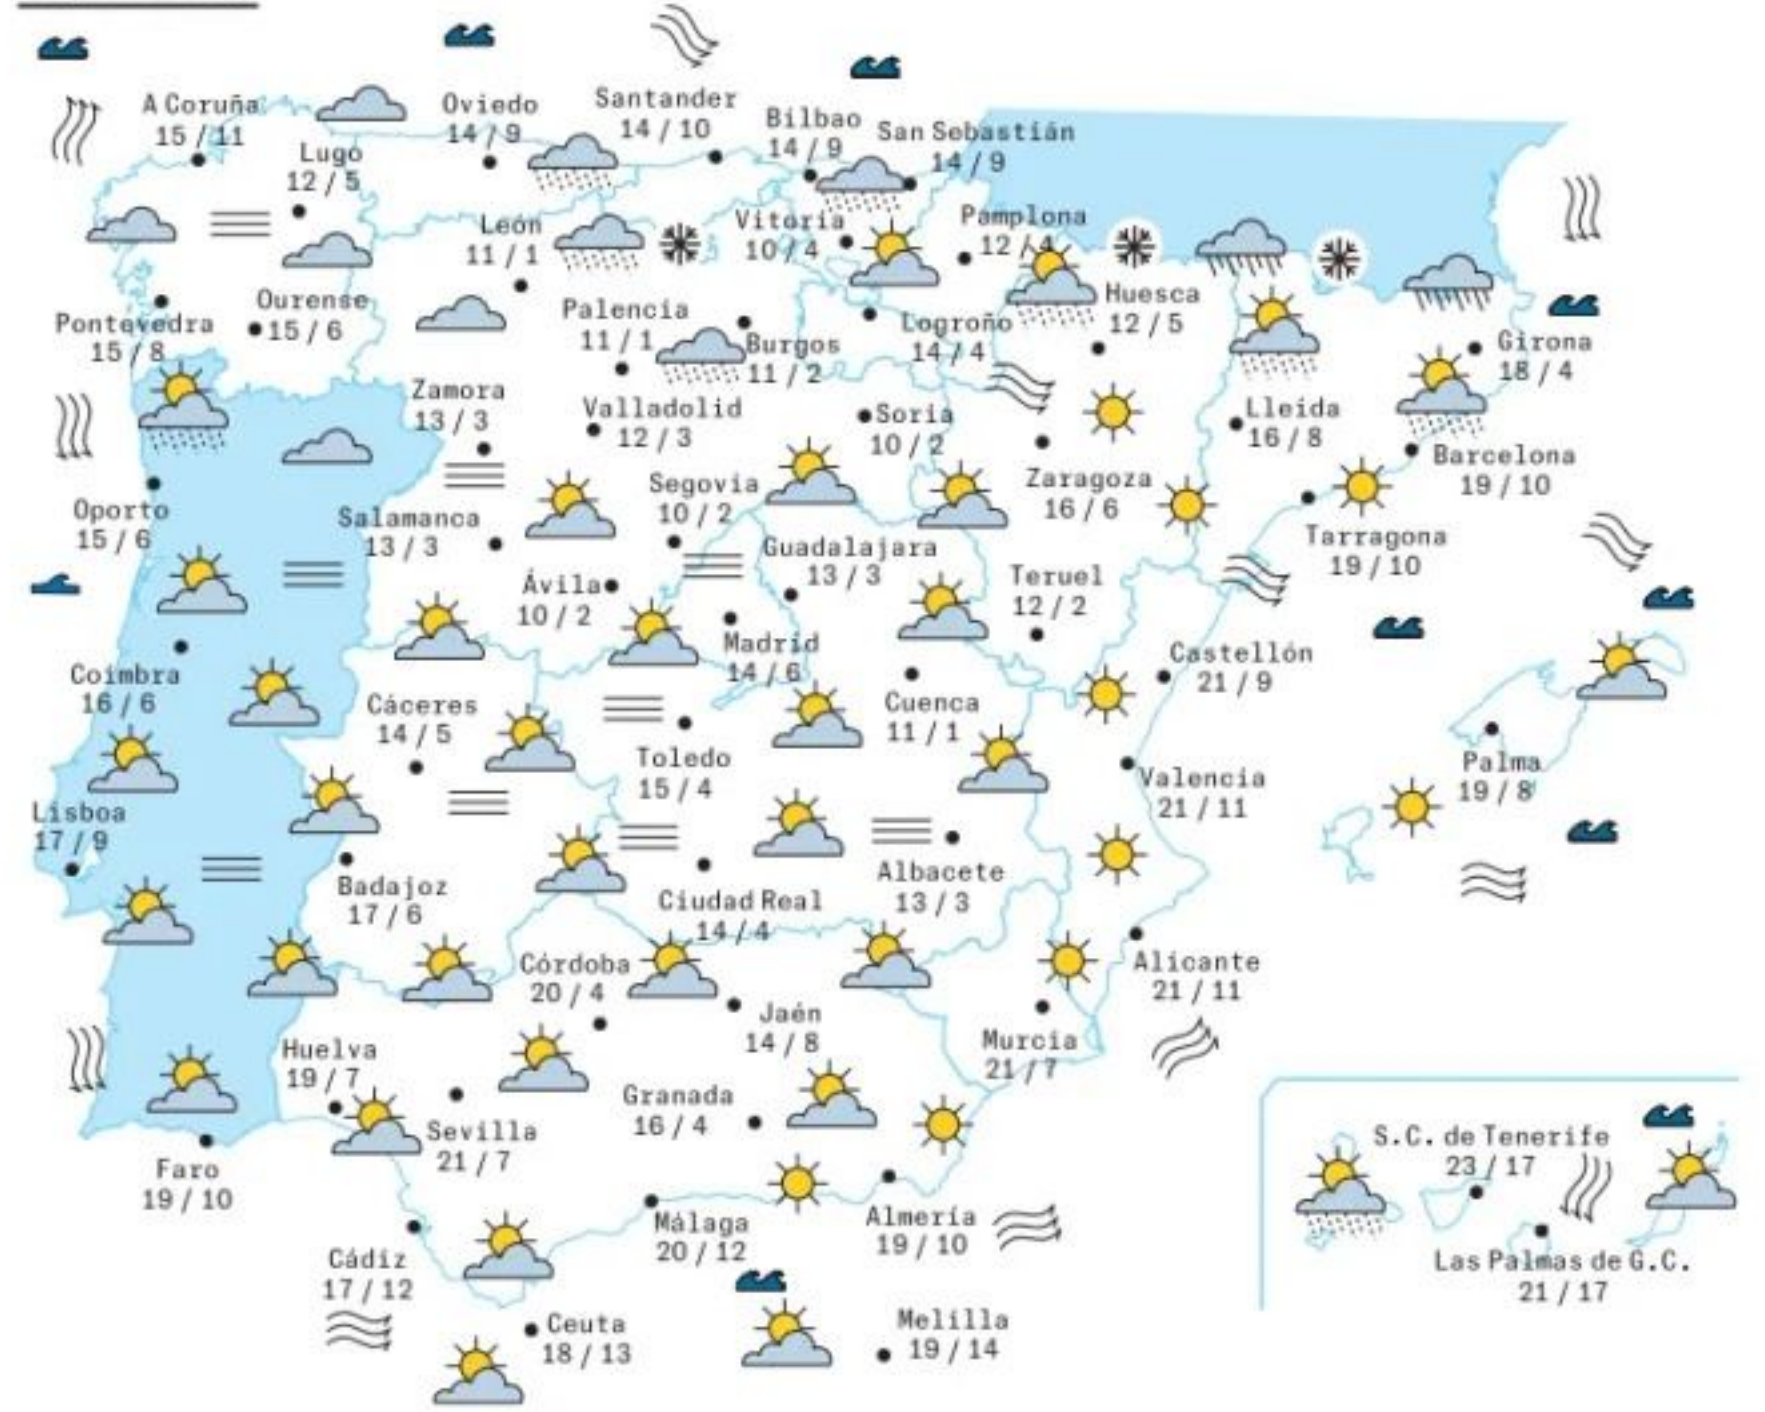 A Coruña
15 / 11
Oviedo
14 / 9
Santander
14 / 10
Bilbao
14 / 9
San Sebastián
14 / 9
Lugo
12 / 5
León
11 / 1
Vitoria
10 / 4
Pamplona
12 / 4
Pontevedra
15 / 8
Ourense
15 / 6
Palencia
11 / 1
Burgos
11 / 2
Logroño
14 / 4
Huesca
12 / 5
Girona
18 / 4
Zamora
13 / 3
Valladolid
12 / 3
Soria
10 / 2
Lleida
16 / 8
Barcelona
19 / 10
Oporto
15 / 6
Salamanca
13 / 3
Segovia
10 / 2
Zaragoza
16 / 6
Tarragona
19 / 10
Guadalajara
13 / 3
Ávila
10 / 2
Teruel
12 / 2
Madrid
14 / 6
Castellón
21 / 9
Coimbra
16 / 6
Cáceres
14 / 5
Cuenca
11 / 1
Toledo
15 / 4
Valencia
21 / 11
Palma
19 / 8
Lisboa
17 / 9
Badajoz
17 / 6
Ciudad Real
14 / 4
Albacete
13 / 3
Córdoba
20 / 4
Alicante
21 / 11
Jaén
14 / 8
Murcia
21 / 7
Huelva
19 / 7
Sevilla
21 / 7
Granada
16 / 4
Faro
19 / 10
Málaga
20 / 12
Almería
19 / 10
Cádiz
17 / 12
Ceuta
18 / 13
Melilla
19 / 14
S.C. de Tenerife
23 / 17
Las Palmas de G.C.
21 / 17